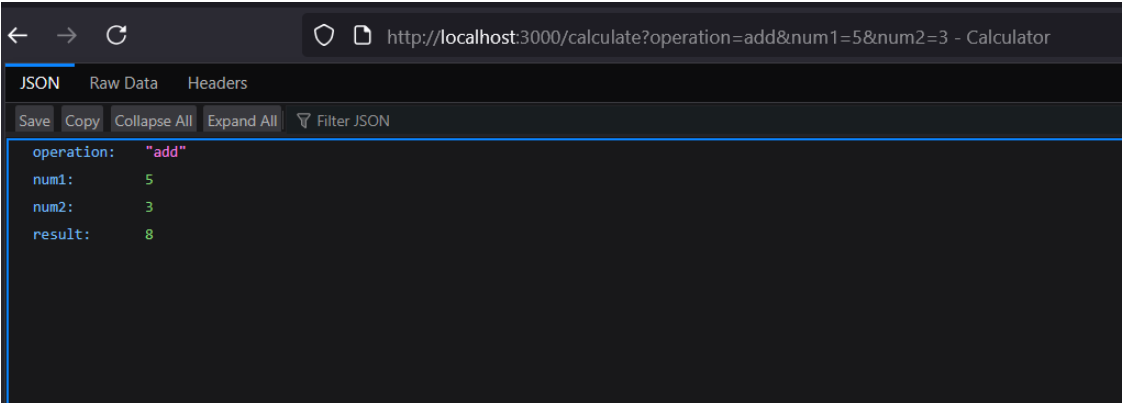 http://localhost:3000/calculate?operation=add&num1=5&num2=3 - Calculator
JSON Raw Data Headers
Save Copy Collapse All Expand All Filter JSON
operation: "add"
num1: 5
num2: 3
result: 8